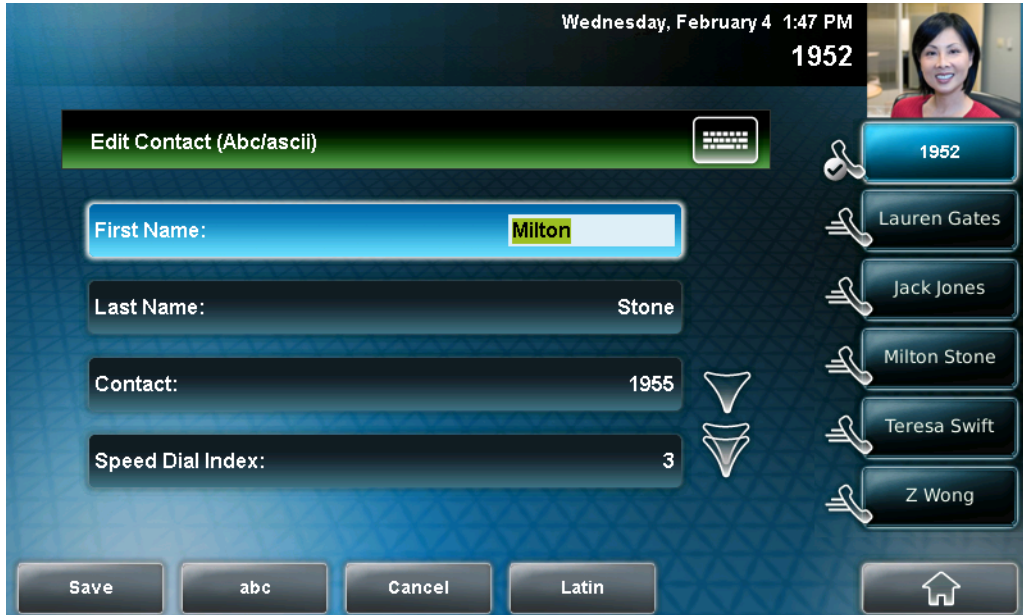 Wednesday, February 4 1:47 PM
1952
Edit Contact (Abc/ascii)
First Name: Milton
Last Name: Stone
Contact: 1955
Speed Dial Index: 3
1952
Lauren Gates
Jack Jones
Milton Stone
Teresa Swift
Z Wong
Save abc Cancel Latin